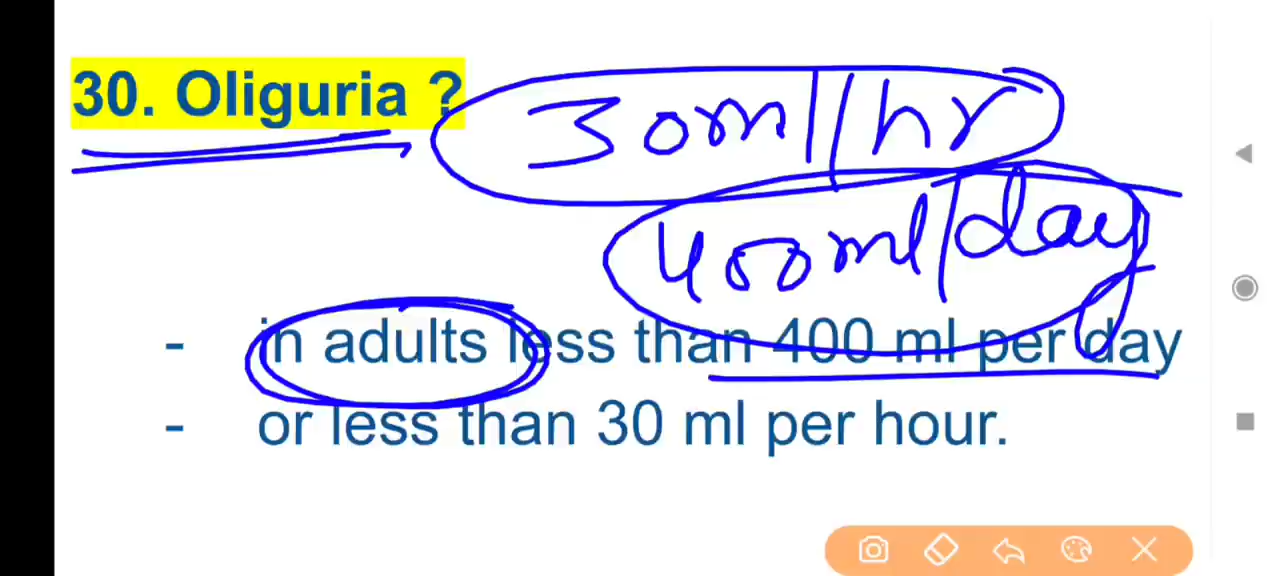 30. Oliguria ?
30ml/hr
400ml/day
- in adults less than 400 ml per day
- or less than 30 ml per hour.